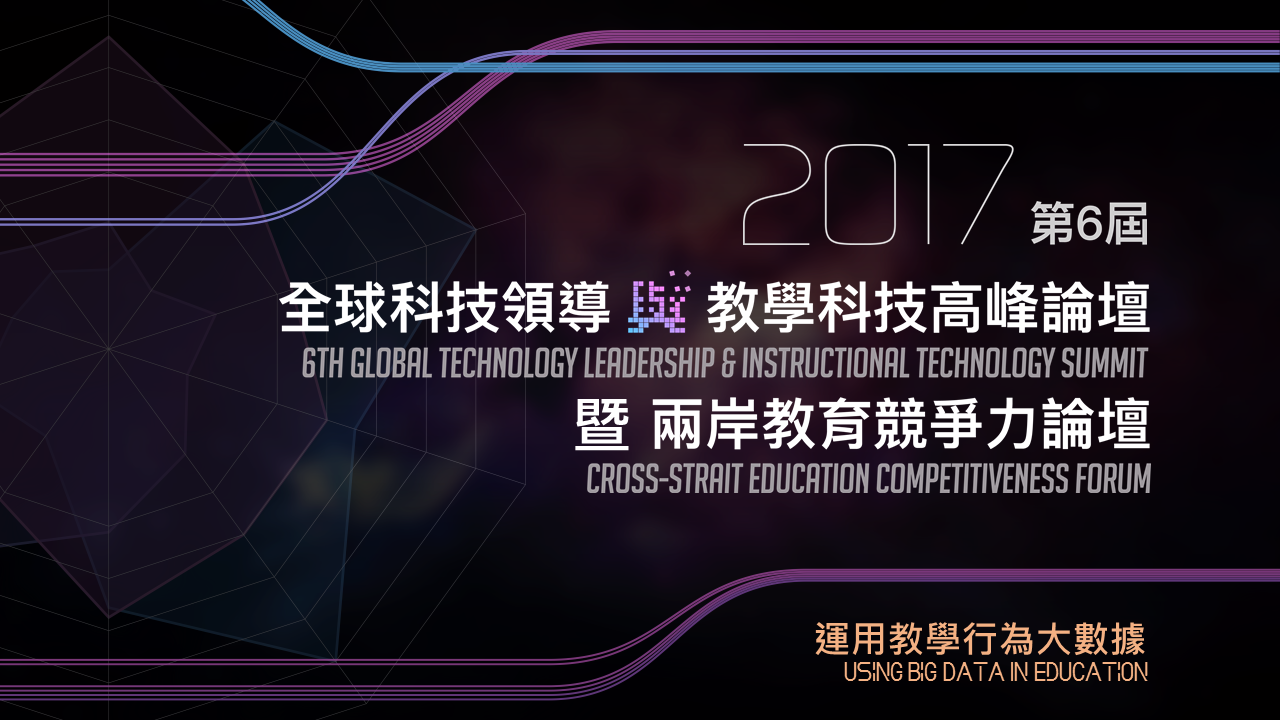 2017 第6屆
全球科技領導 與 教學科技高峰論壇
6TH GLOBAL TECHNOLOGY LEADERSHIP & INSTRUCTIONAL TECHNOLOGY SUMMIT
暨 兩岸教育競爭力論壇
CROSS-STRAIT EDUCATION COMPETITIVENESS FORUM
運用教學行為大數據
USING BIG DATA IN EDUCATION